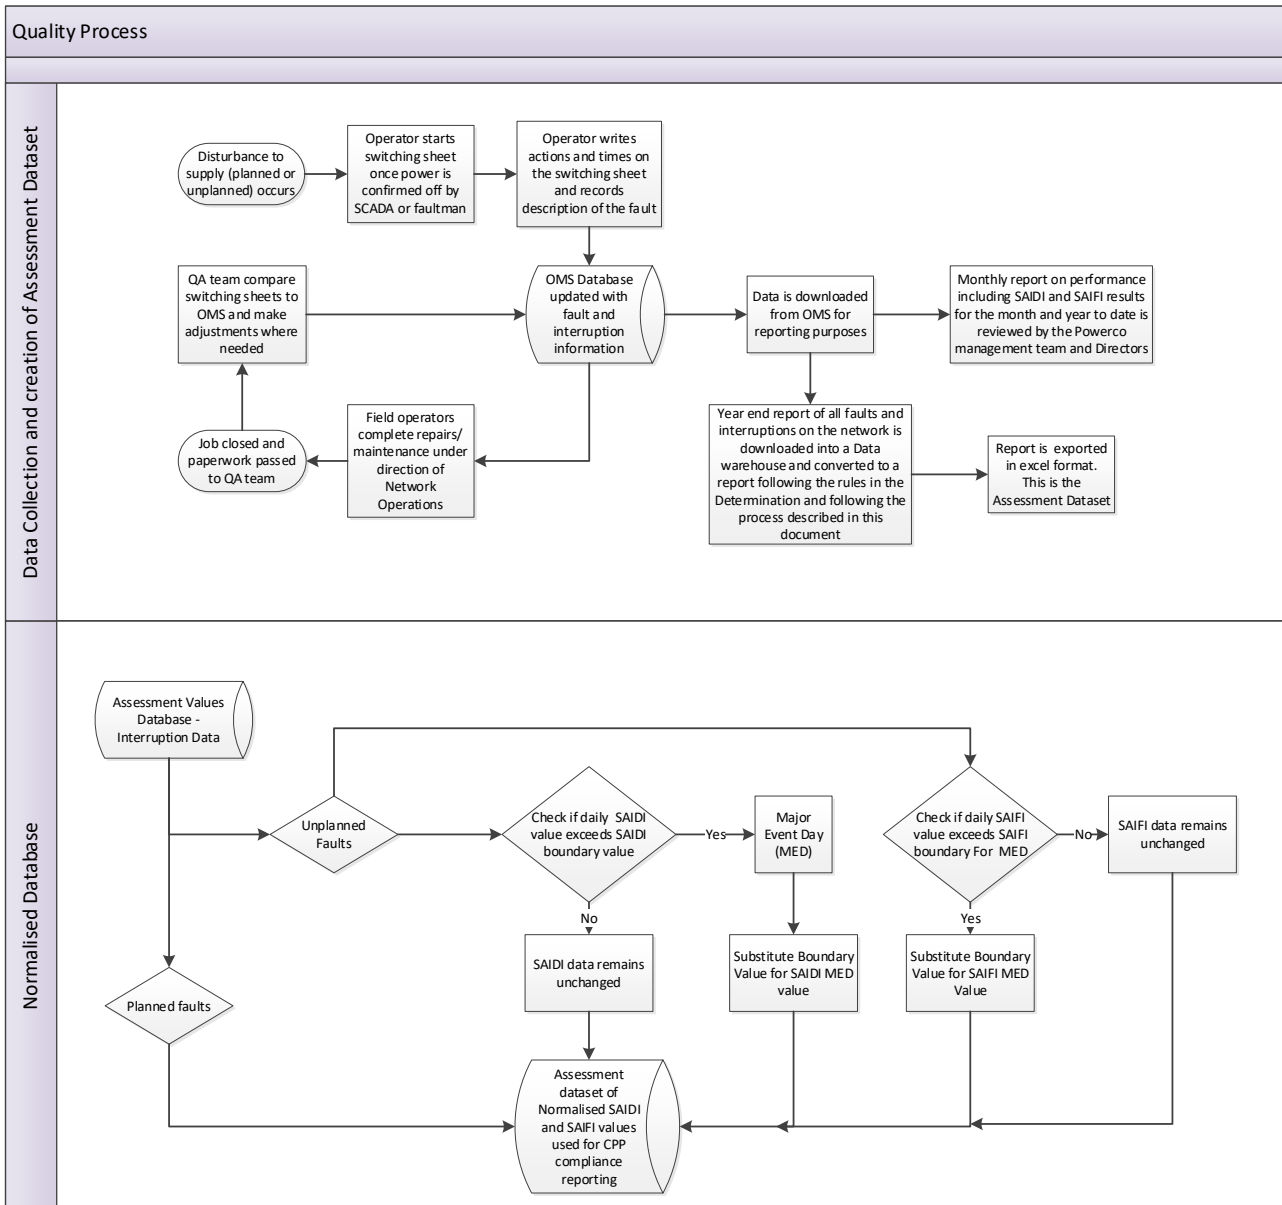 Quality Process
Data Collection and creation of Assessment Dataset
Disturbance to
supply (planned or
unplanned) occurs
Operator starts
switching sheet
once power is
confirmed off by
SCADA or faultman
Operator writes
actions and times on
the switching sheet
and records
description of the fault
QA team compare
switching sheets to
OMS and make
adjustments where
needed
OMS Database
updated with
fault and
interruption
information
Data is downloaded
from OMS for
reporting purposes
Monthly report on performance
including SAIDI and SAIFI results
for the month and year to date
is reviewed by the Powerco
management team and Directors
Job closed and
paperwork passed
to QA team
Field operators
complete repairs/
maintenance under
direction of
Network
Operations
Year end report of all faults and
interruptions on the network is
downloaded into a Data
warehouse and converted to a
report following the rules in the
Determination and following the
process described in this
document
Report is exported
in excel format.
This is the
Assessment Dataset
Normalised Database
Assessment Values
Database -
Interruption Data
Unplanned
Faults
Check if daily SAIDI
value exceeds SAIDI
boundary value
Yes
Major
Event Day
(MED)
Check if daily SAIFI
value exceeds SAIFI
boundary For MED
No
SAIFI data remains
unchanged
No
Yes
SAIDI data remains
unchanged
Substitute Boundary
Value for SAIDI MED
value
Substitute Boundary
Value for SAIFI MED
Value
Planned faults
Assessment
dataset of
Normalised SAIDI
and SAIFI values
used for CPP
compliance
reporting